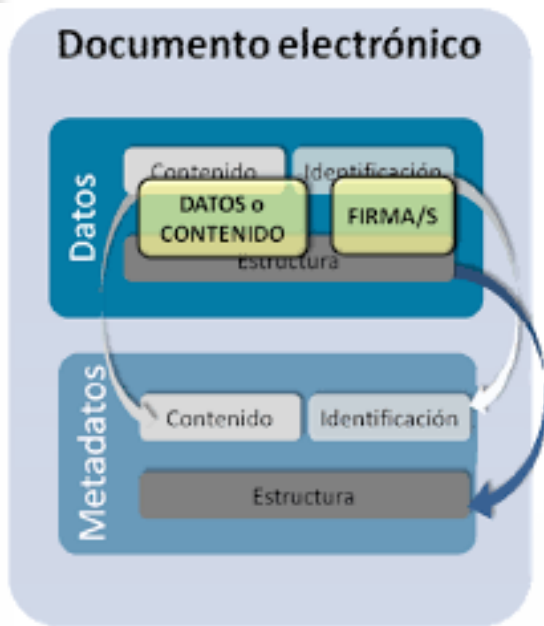 Documento electrónico
Datos
Contenido
Identificación
DATOS o
CONTENIDO
FIRMA/S
Estructura
Metadatos
Contenido
Identificación
Estructura